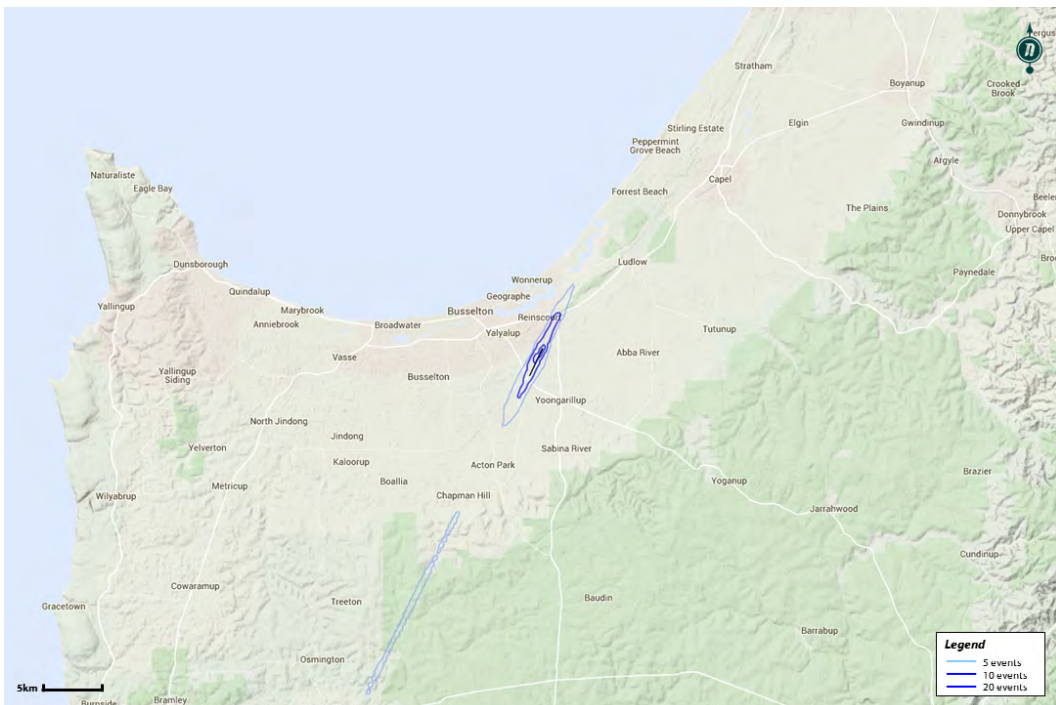 Fergus
Stratham
Boyanup
Crooked
Brook
Elgin
Gwindinup
Stirling Estate
Peppermint
Grove Beach
Argyle
Naturaliste
Eagle Bay
Capel
Forrest Beach
Beeler
The Plains
Donnybrook
Upper Capel
Ludlow
Dunsborough
Bro
Paynedale
Wonnerup
Quindalup
Geographe
Yallingup
Marybrook
Busselton
Reinscourt
Anniebrook
Broadwater
Yalyalup
Tutunup
Vasse
Abba River
Yallingup
Siding
Busselton
Yoongarillup
North Jindong
Jindong
Yelverton
Sabina River
Kaloorup
Acton Park
Brazier
Metricup
Boallia
Yoganup
Wilyabrup
Chapman Hill
Jarrahwood
Cundinup
Cowaramup
Gracetown
Treeton
Baudin
Barrabup
Osmington
Legend
5 events
10 events
20 events
5km
Burnside
Bramley